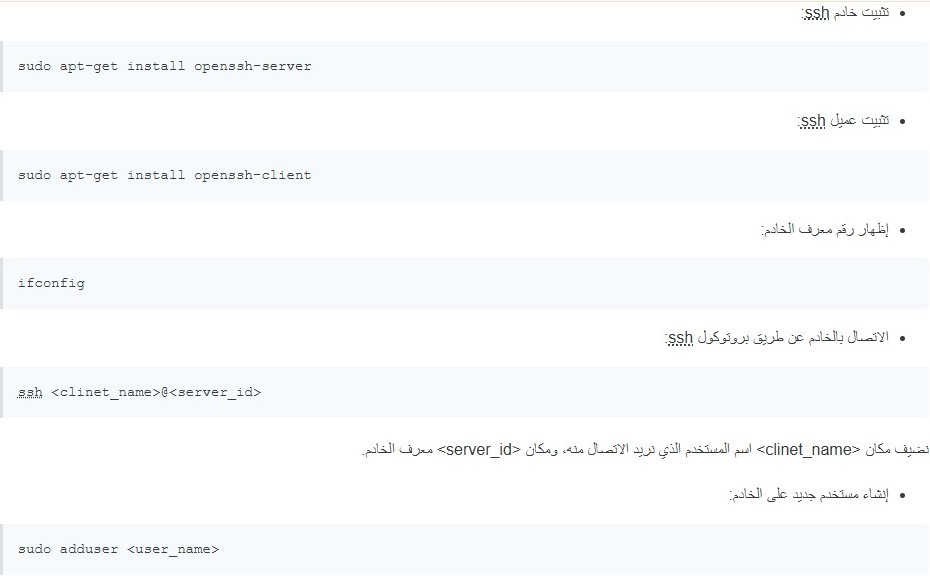 تثبيت خادم ssh:
sudo apt-get install openssh-server
تثبيت عميل ssh:
sudo apt-get install openssh-client
إظهار رقم معرف الخادم:
ifconfig
الاتصال بالخادم عن طريق بروتوكول ssh:
ssh <clinet_name>@<server_id>
نضيف مكان <clinet_name> اسم المستخدم الذي نريد الاتصال منه، ومكان <server_id> معرف الخادم.
إنشاء مستخدم جديد على الخادم:
sudo adduser <user_name>